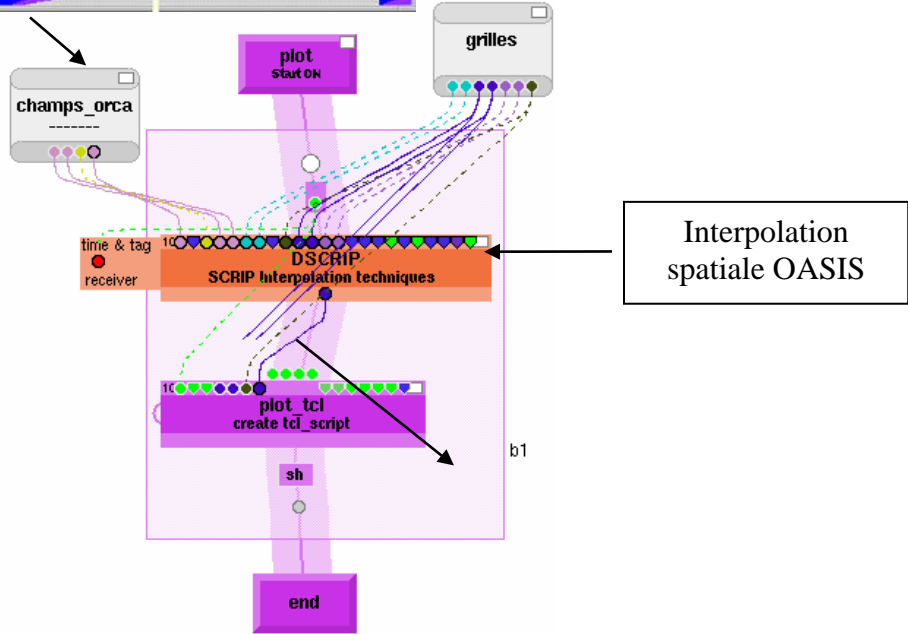 grilles
plot
Start ON
champs_orca
-------
time & tag
receiver
10
DSCRIP
SCRIP Interpolation techniques
Interpolation
spatiale OASIS
10
plot_tcl
create tcl_script
b1
sh
end